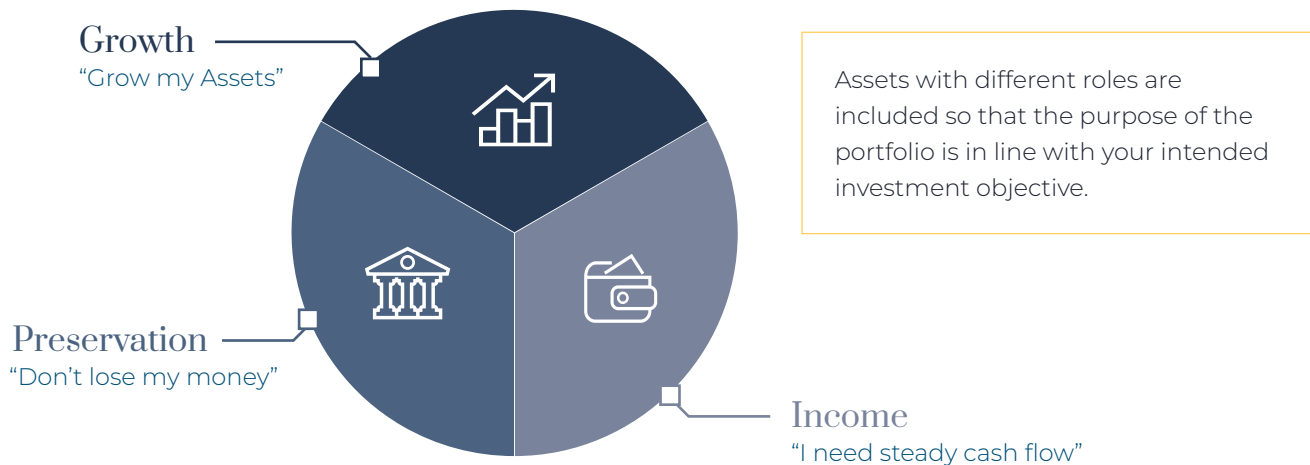 Growth
“Grow my Assets”
Assets with different roles are
included so that the purpose of the
portfolio is in line with your intended
investment objective.
Preservation
“Don’t lose my money”
Income
“I need steady cash flow”